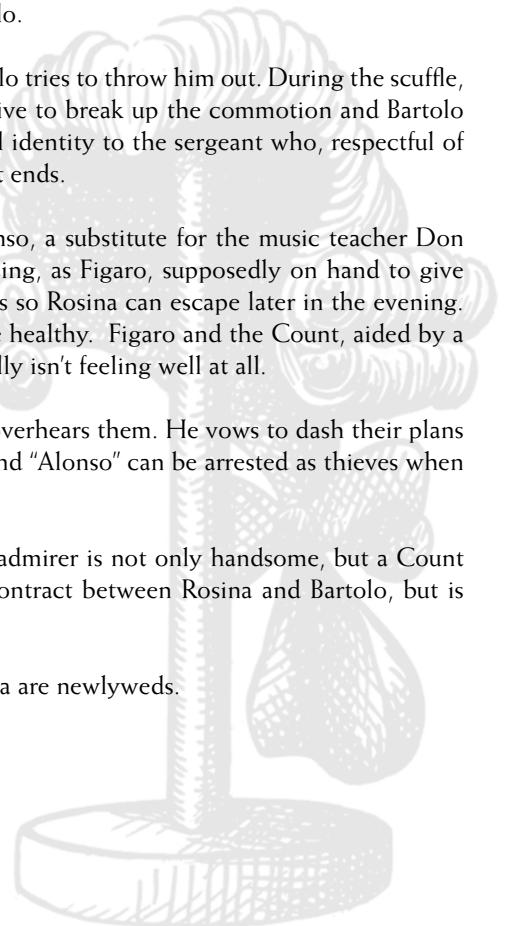 lo.
lo tries to throw him out. During the scuffle,
ive to break up the commotion and Bartolo
l identity to the sergeant who, respectful of
t ends.
nso, a substitute for the music teacher Don
ing, as Figaro, supposedly on hand to give
s so Rosina can escape later in the evening.
e healthy.  Figaro and the Count, aided by a
lly isn't feeling well at all.
overhears them. He vows to dash their plans
nd “Alonso” can be arrested as thieves when
admirer is not only handsome, but a Count
ontract between Rosina and Bartolo, but is
a are newlyweds.